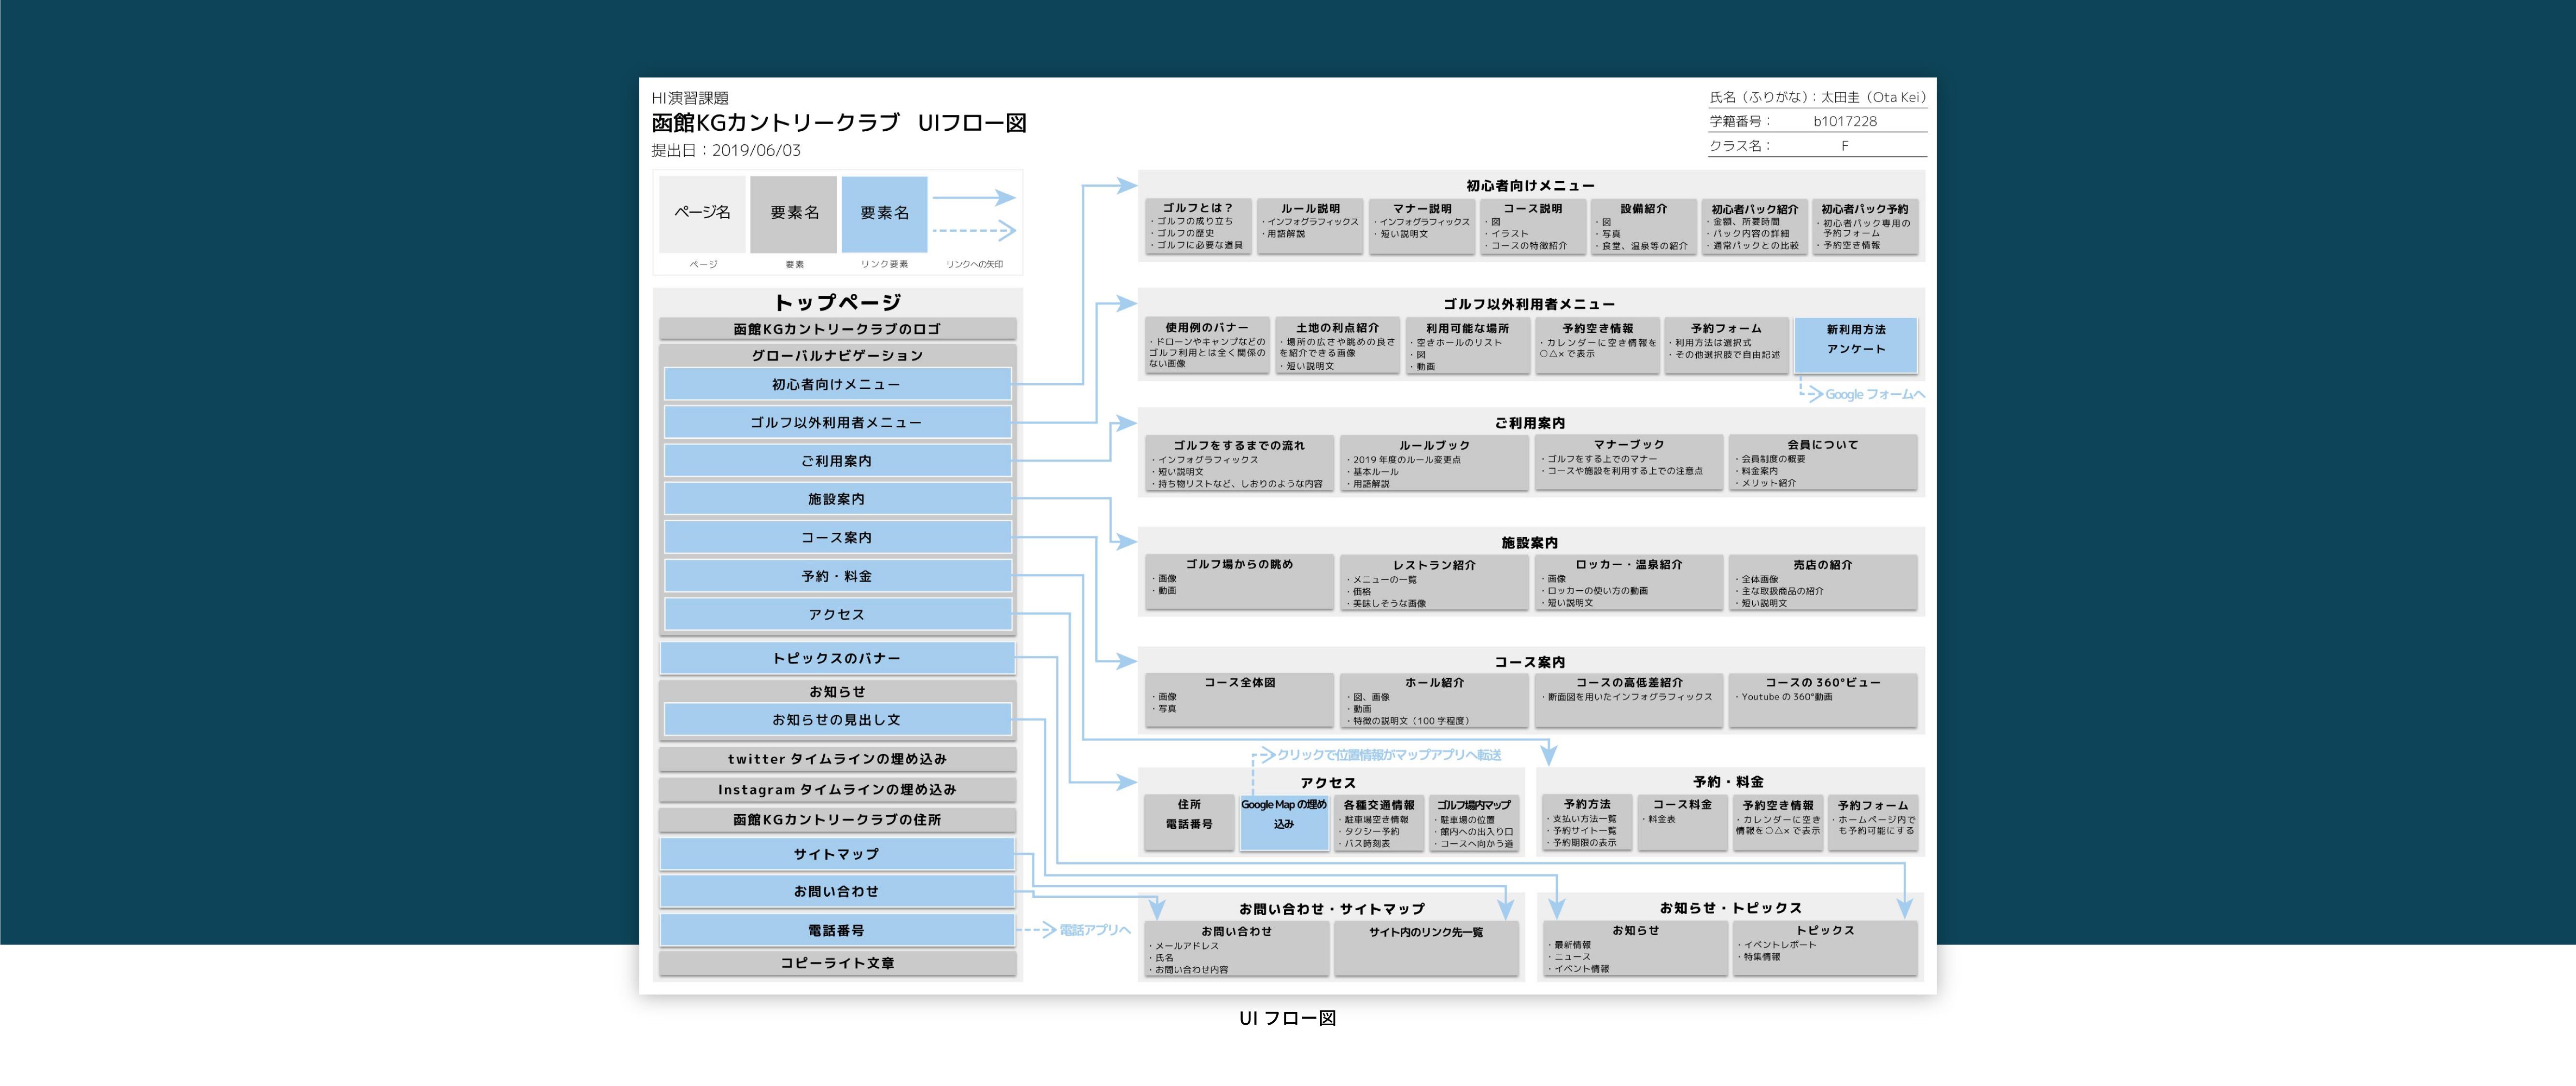 HI演習課題
函館KGカントリークラブ UIフロー図
提出日：2019/06/03
氏名（ふりがな）：太田圭（Ota Kei）
学籍番号： b1017228
クラス名： F
ページ名
要素名
要素名
ページ
要素
リンク要素
リンクへの矢印
トップページ
函館KGカントリークラブのロゴ
グローバルナビゲーション
初心者向けメニュー
ゴルフ以外利用者メニュー
ご利用案内
施設案内
コース案内
予約・料金
アクセス
トピックスのバナー
お知らせ
お知らせの見出し文
twitter タイムラインの埋め込み
Instagram タイムラインの埋め込み
函館KGカントリークラブの住所
サイトマップ
お問い合わせ
電話番号
電話アプリへ
コピーライト文章
初心者向けメニュー
ゴルフとは？
・ゴルフの成り立ち
・ゴルフの歴史
・ゴルフに必要な道具
ルール説明
・インフォグラフィックス
・用語解説
マナー説明
・インフォグラフィックス
・短い説明文
コース説明
・図
・イラスト
・コースの特徴紹介
設備紹介
・図
・写真
・食堂、温泉等の紹介
初心者パック紹介
・金額、所要時間
・パック内容の詳細
・通常パックとの比較
初心者パック予約
・初心者パック専用の
予約フォーム
・予約空き情報
ゴルフ以外利用者メニュー
使用例のバナー
・ドローンやキャンプなどの
ゴルフ利用とは全く関係の
ない画像
土地の利点紹介
・場所の広さや眺めの良さ
を紹介できる画像
・短い説明文
利用可能な場所
・空きホールのリスト
・図
・動画
予約空き情報
・カレンダーに空き情報を
○△× で表示
予約フォーム
・利用方法は選択式
・その他選択肢で自由記述
新利用方法
アンケート
Google フォームへ
ご利用案内
ゴルフをするまでの流れ
・インフォグラフィックス
・短い説明文
・持ち物リストなど、しおりのような内容
ルールブック
・2019 年度のルール変更点
・基本ルール
・用語解説
マナーブック
・ゴルフをする上でのマナー
・コースや施設を利用する上での注意点
会員について
・会員制度の概要
・料金案内
・メリット紹介
施設案内
ゴルフ場からの眺め
・画像
・動画
レストラン紹介
・メニューの一覧
・価格
・美味しそうな画像
ロッカー・温泉紹介
・画像
・ロッカーの使い方の動画
・短い説明文
売店の紹介
・全体画像
・主な取扱商品の紹介
・短い説明文
コース案内
コース全体図
・画像
・写真
ホール紹介
・図、画像
・動画
・特徴の説明文（100 字程度）
コースの高低差紹介
・断面図を用いたインフォグラフィックス
コースの 360°ビュー
・Youtube の 360°動画
クリックで位置情報がマップアプリへ転送
アクセス
住所
電話番号
Google Map の埋め
込み
各種交通情報
・駐車場空き情報
・タクシー予約
・バス時刻表
ゴルフ場内マップ
・駐車場の位置
・館内への出入り口
・コースへ向かう道
予約・料金
予約方法
・支払い方法一覧
・予約サイト一覧
・予約期限の表示
コース料金
・料金表
予約空き情報
・カレンダーに空き
情報を○△× で表示
予約フォーム
・ホームページ内で
も予約可能にする
お問い合わせ・サイトマップ
お問い合わせ
・メールアドレス
・氏名
・お問い合わせ内容
サイト内のリンク先一覧
お知らせ・トピックス
お知らせ
・最新情報
・ニュース
・イベント情報
トピックス
・イベントレポート
・特集情報
UI フロー図